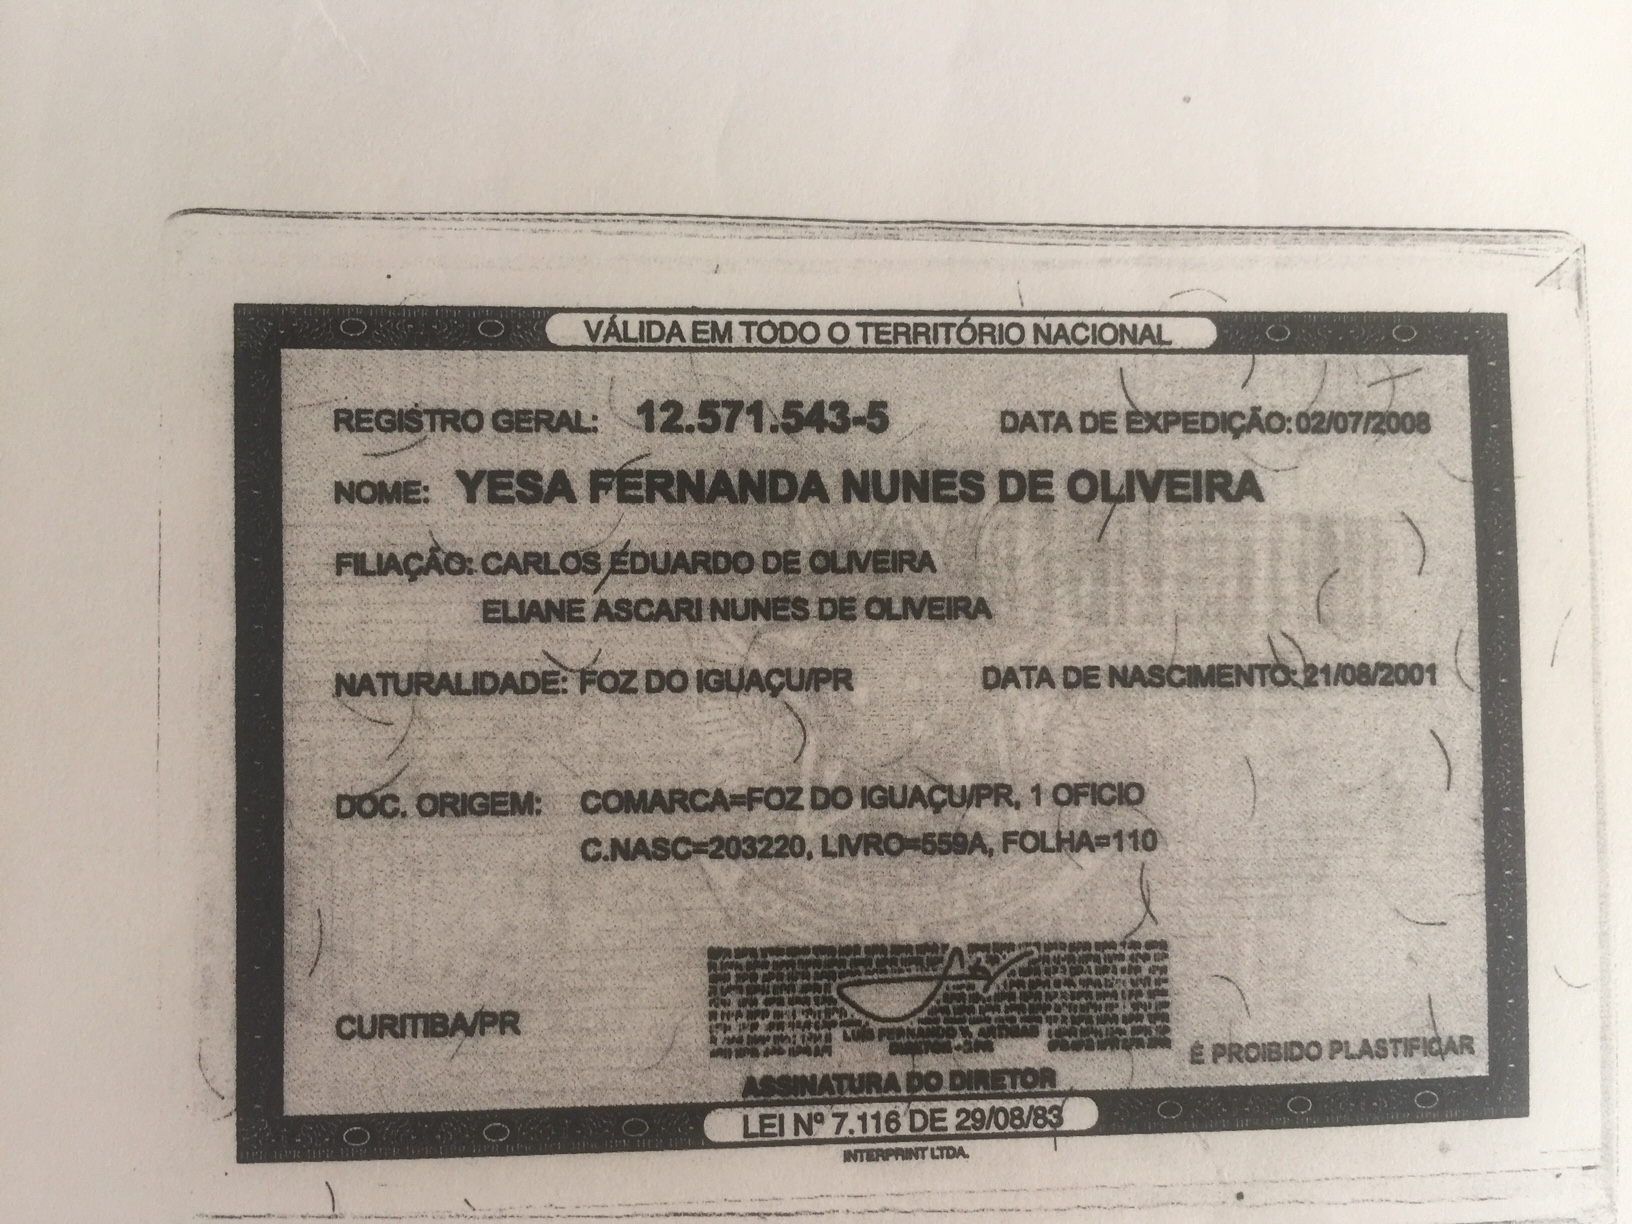 VÁLIDA EM TODO O TERRITÓRIO NACIONAL
REGISTRO GERAL: 12.571.543-5 DATA DE EXPEDIÇÃO: 02/07/2008
NOME: YESA FERNANDA NUNES DE OLIVEIRA
FILIAÇÃO: CARLOS EDUARDO DE OLIVEIRA
ELIANE ASCARI NUNES DE OLIVEIRA
NATURALIDADE: FOZ DO IGUAÇU/PR DATA DE NASCIMENTO: 21/08/2001
DOC. ORIGEM: COMARCA=FOZ DO IGUAÇU/PR, 1 OFICIO
C.NASC=203220, LIVRO=559A, FOLHA=110
LUIS FERNANDO V. ARTIGAS
CURITIBA/PR
É PROIBIDO PLASTIFICAR
ASSINATURA DO DIRETOR
LEI Nº 7.116 DE 29/08/83
INTERPRINT LTDA.